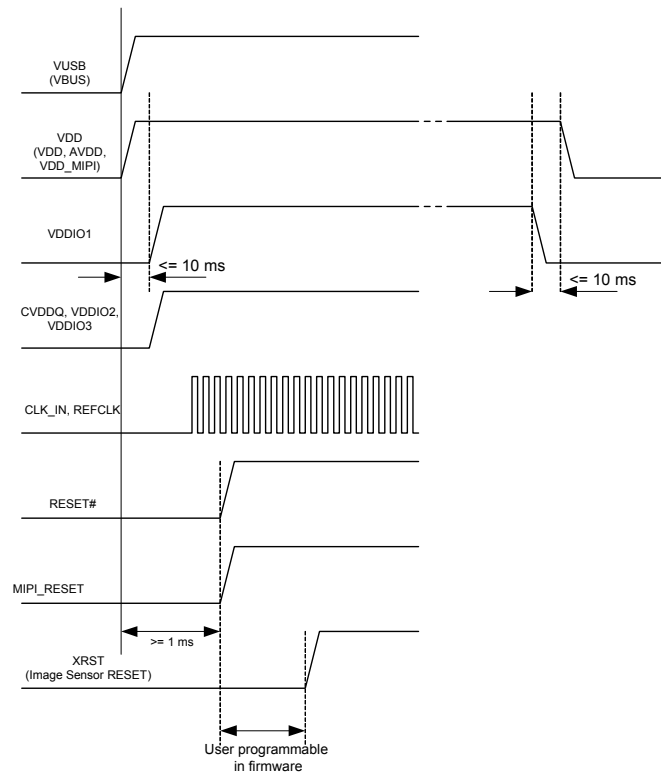 VUSB
(VBUS)
VDD
(VDD, AVDD,
VDD_MIPI)
VDDIO1
<= 10 ms
<= 10 ms
CVDDQ, VDDIO2,
VDDIO3
CLK_IN, REFCLK
RESET#
MIPI_RESET
>= 1 ms
XRST
(Image Sensor RESET)
User programmable
in firmware